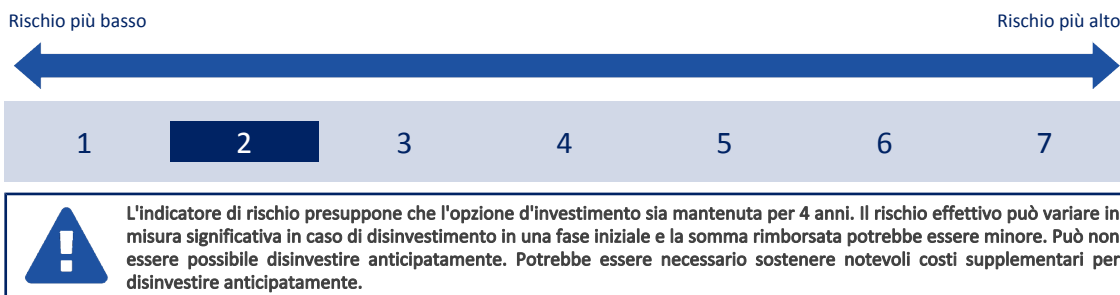 Rischio più basso Rischio più alto
1 2 3 4 5 6 7
L'indicatore di rischio presuppone che l'opzione d'investimento sia mantenuta per 4 anni. Il rischio effettivo può variare in
misura significativa in caso di disinvestimento in una fase iniziale e la somma rimborsata potrebbe essere minore. Può non
essere possibile disinvestire anticipatamente. Potrebbe essere necessario sostenere notevoli costi supplementari per
disinvestire anticipatamente.